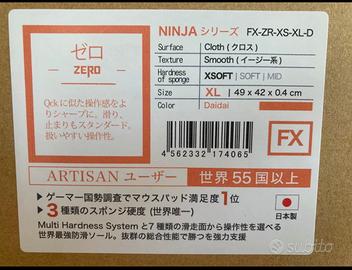 ゼロ
ZERO
Qckに似た操作感をよ
りシャープに。滑り、
止まりもスタンダード。
扱いやすい操作性。
NINJA シリーズ FX-ZR-XS-XL-D
Surface Cloth (クロス)
Texture Smooth (イージー系)
Hardness of sponge XSOFT | SOFT | MID
Size XL | 49 x 42 x 0.4 cm
Color Daidai
4 562332 174065
FX
ARTISAN ユーザー 世界 55 国以上
▶ゲーマー国勢調査でマウスパッド満足度 1位
▶3 種類のスポンジ硬度 (世界唯一)
Multi Hardness System と7種類の滑走面から操作性を選べる
世界最強防滑ソール。抜群の総合性能で勝つを強力支援
日本製
subito